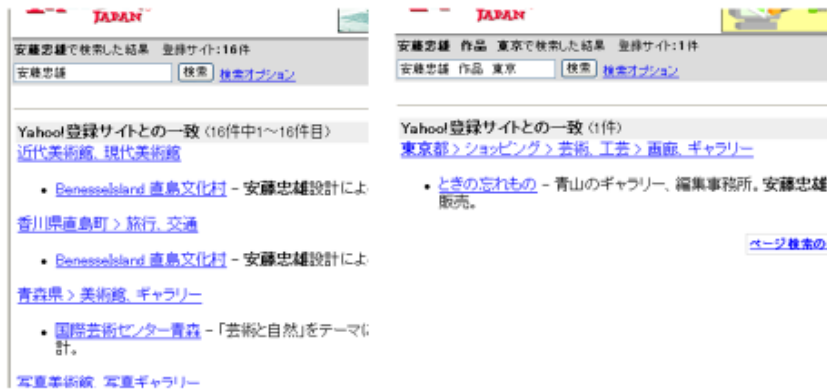 JAPAN
安藤忠雄で検索した結果 登録サイト:16件
安藤忠雄 検索 検索オプション
Yahoo!登録サイトとの一致 (16件中1～16件目)
近代美術館、現代美術館
• BenesseIsland 直島文化村 - 安藤忠雄設計によ
香川県直島町 > 旅行、交通
• BenesseIsland 直島文化村 - 安藤忠雄設計によ
青森県 > 美術館、ギャラリー
• 国際芸術センター青森 - 「芸術と自然」をテーマに
計。
写真美術館、写真ギャラリー
JAPAN
安藤忠雄 作品 東京で検索した結果 登録サイト:1件
安藤忠雄 作品 東京 検索 検索オプション
Yahoo!登録サイトとの一致 (1件)
東京都 > ショッピング > 芸術、工芸 > 画廊、ギャラリー
• ときの忘れもの - 青山のギャラリー、編集事務所。安藤忠雄
販売。
ページ検索の